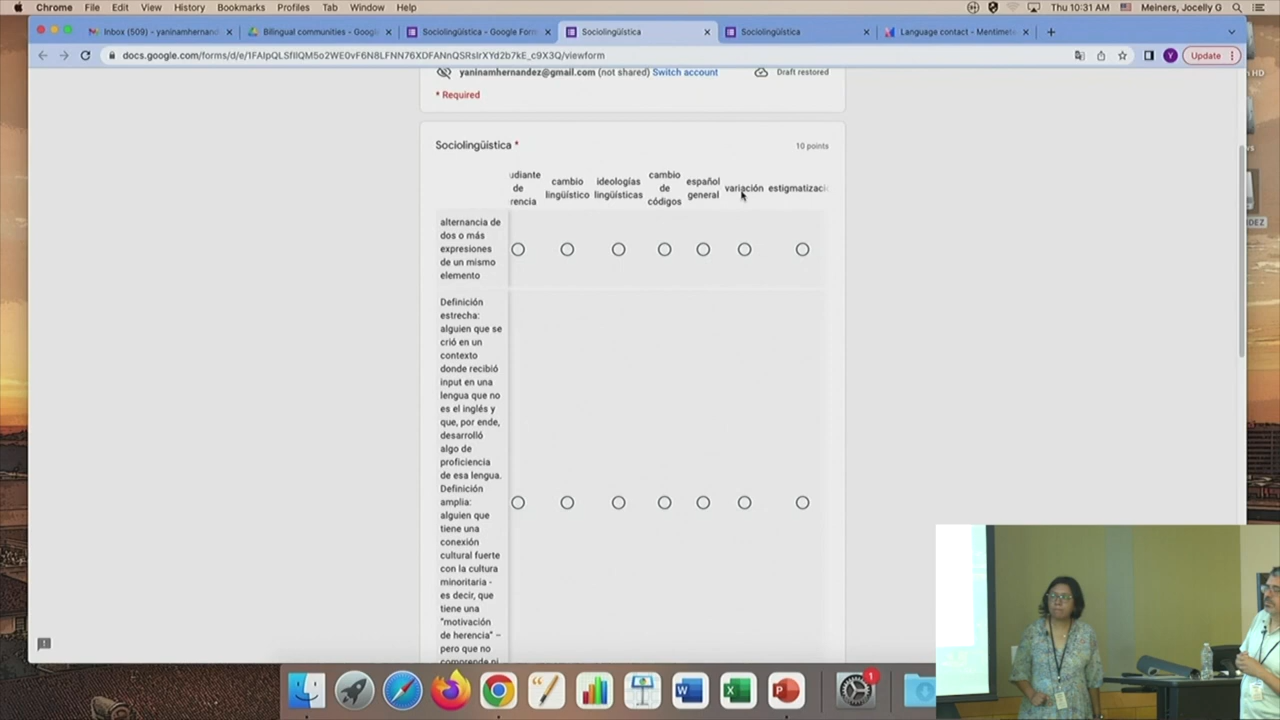 Chrome File Edit View History Bookmarks Profiles Tab Window Help
Thu 10:31 AM Meiners, Jocelly G
Inbox (509) - yaninamhernand
Bilingual communities - Google
Sociolingüística - Google Form
Sociolingüística
Sociolingüística
Language contact - Mentimete
docs.google.com/forms/d/e/
/viewform
Y
Update
yaninamhernandez@gmail.com (not shared) Switch account
Draft restored
* Required
Sociolingüística *
10 points
udiante de rencia
cambio lingüístico
ideologías lingüísticas
cambio de códigos
español general
variación
estigmatizaci
alternancia de
dos o más
expresiones
de un mismo
elemento
Definición
estrecha:
alguien que se
crió en un
contexto
donde recibió
input en una
lengua que no
es el inglés y
que, por ende,
desarrolló
algo de
proficiencia
de esa lengua.
Definición
amplia:
alguien que
tiene una
conexión
cultural fuerte
con la cultura
minoritaria -
es decir, que
tiene una
"motivación
de herencia" –
pero que no
comprende ni
1